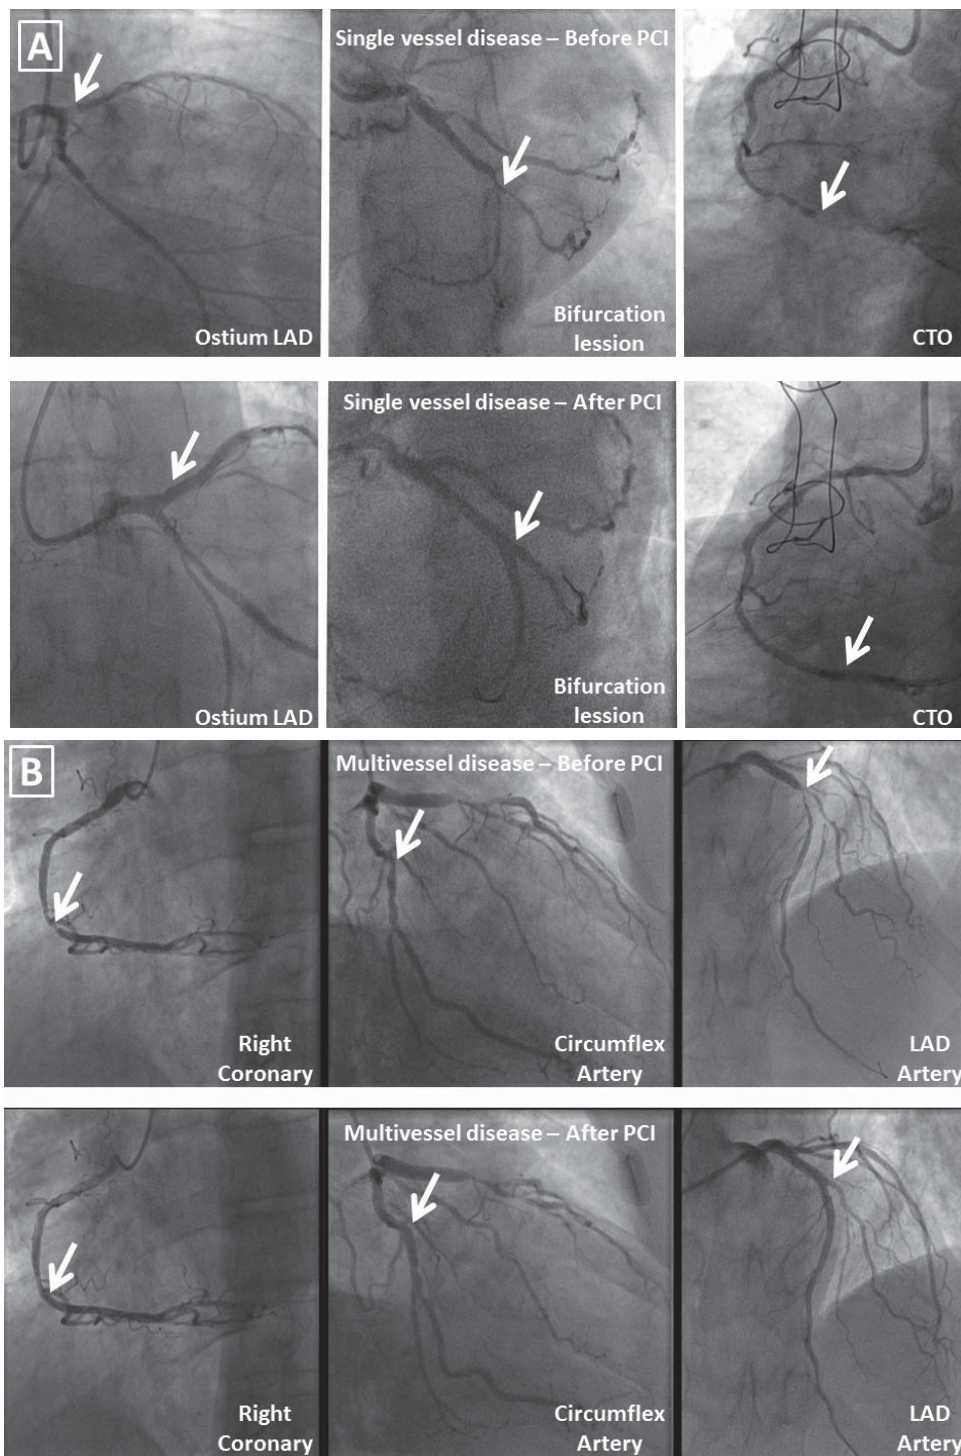 A
Single vessel disease – Before PCI
Ostium LAD
Bifurcation
lession
CTO
Single vessel disease – After PCI
Ostium LAD
Bifurcation
lession
CTO
B
Multivessel disease – Before PCI
Right
Coronary
Circumflex
Artery
LAD
Artery
Multivessel disease – After PCI
Right
Coronary
Circumflex
Artery
LAD
Artery